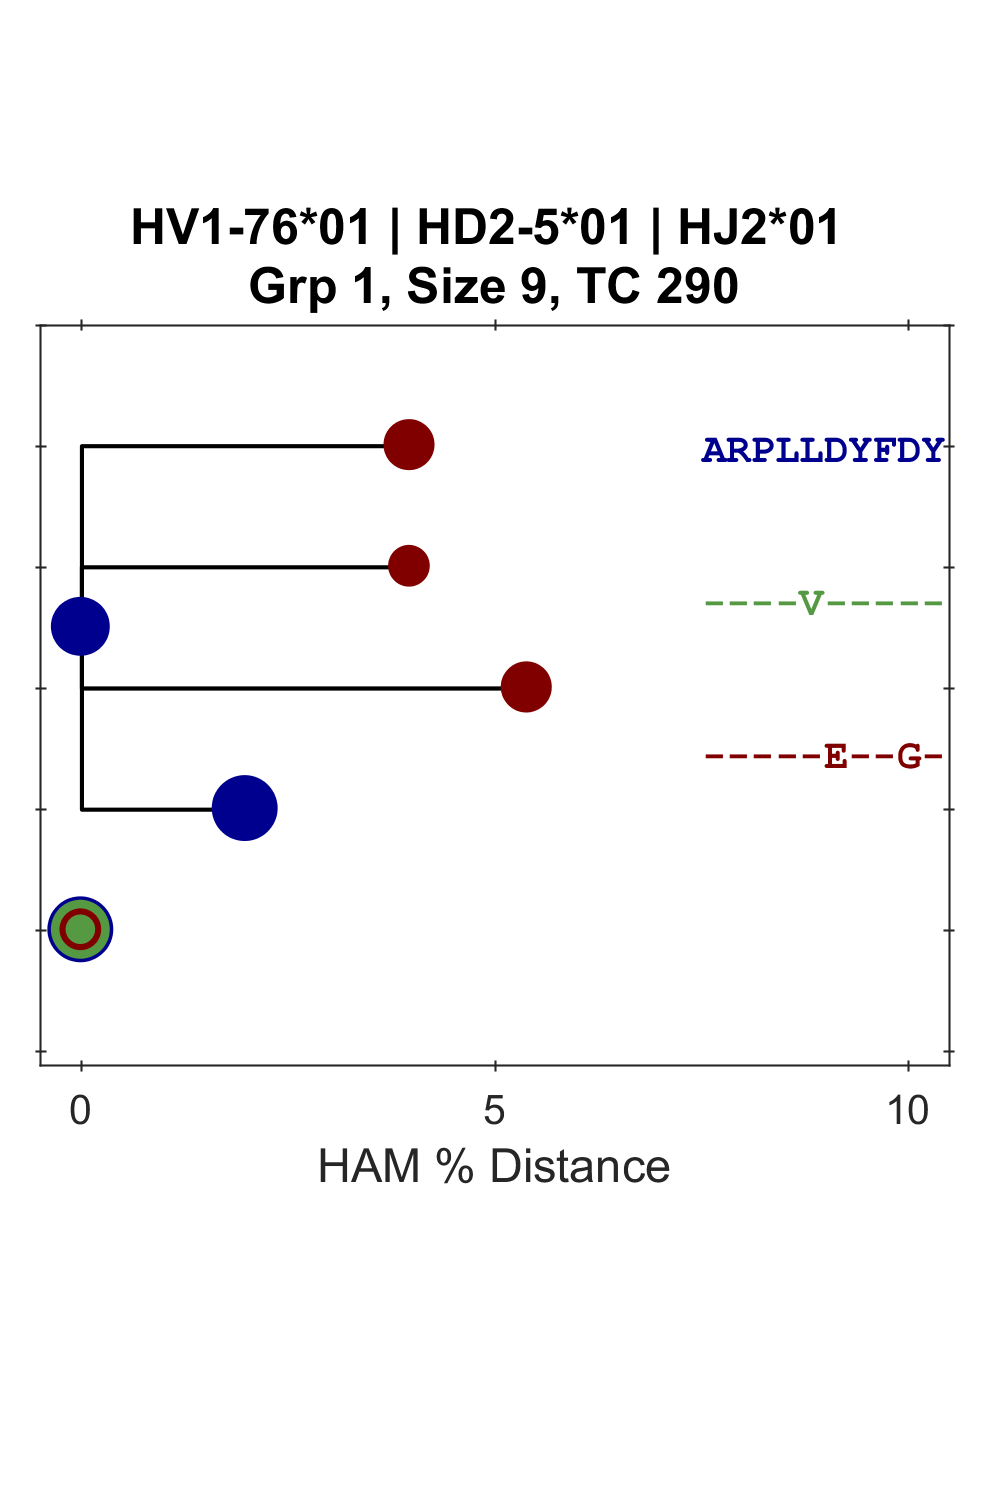 HV1-76*01 | HD2-5*01 | HJ2*01
Grp 1, Size 9, TC 290
ARPLLDYFDY
----V-----
-----E--G-
0 5 10
HAM % Distance